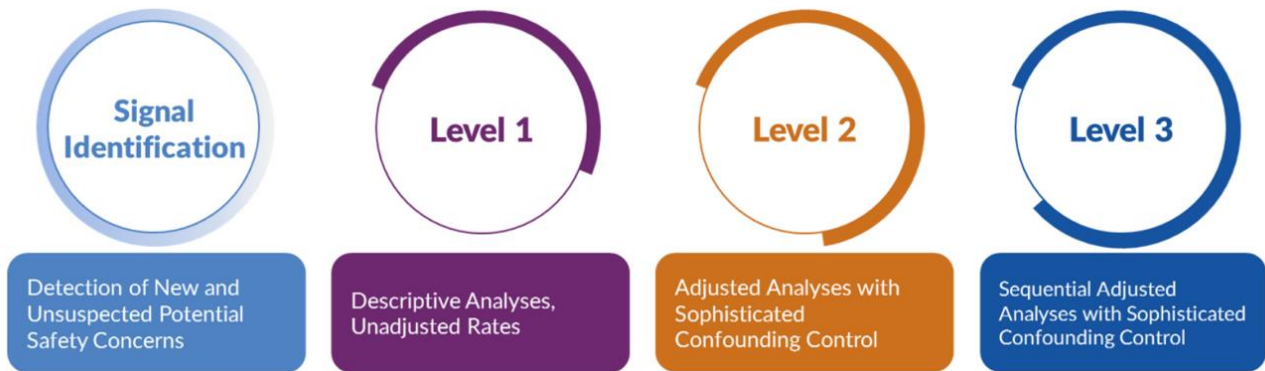 Signal
Identification
Level 1
Level 2
Level 3
Detection of New and
Unsuspected Potential
Safety Concerns
Descriptive Analyses,
Unadjusted Rates
Adjusted Analyses with
Sophisticated
Confounding Control
Sequential Adjusted
Analyses with Sophisticated
Confounding Control